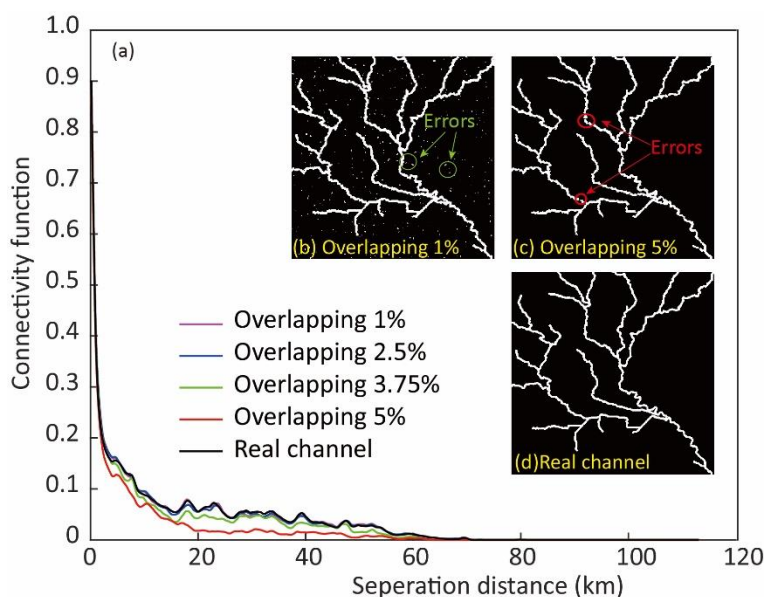 (a)
Connectivity function
1.0
0.9
0.8
0.7
0.6
0.5
0.4
0.3
0.2
0.1
0
Errors
(b) Overlapping 1%
Errors
(c) Overlapping 5%
(d)Real channel
Overlapping 1%
Overlapping 2.5%
Overlapping 3.75%
Overlapping 5%
Real channel
0 20 40 60 80 100 120
Seperation distance (km)